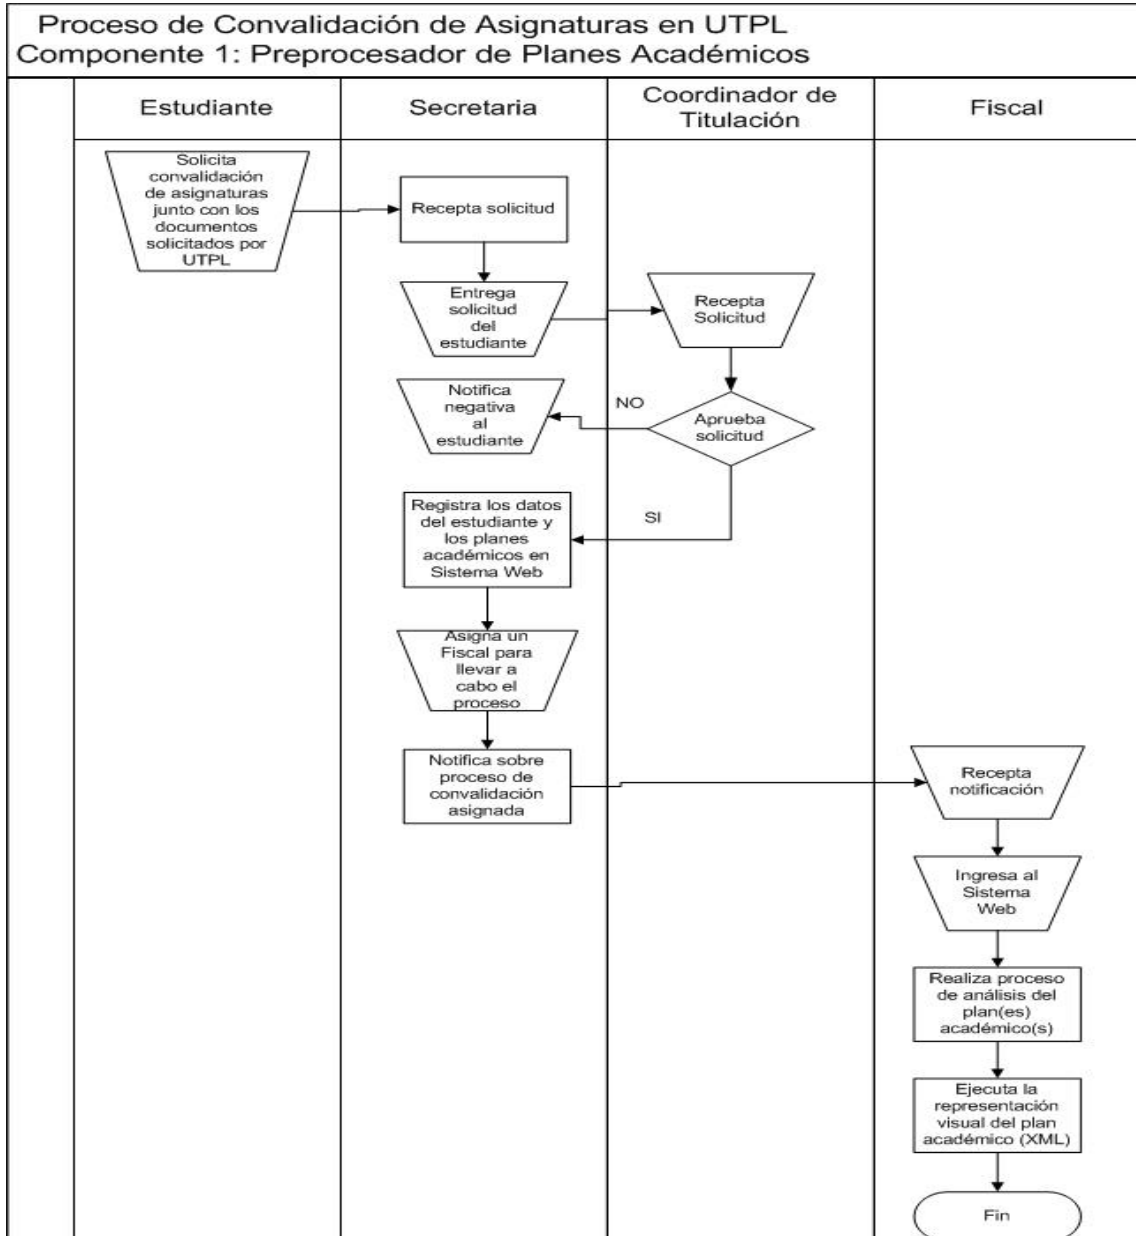 Proceso de Convalidación de Asignaturas en UTPL
Componente 1: Preprocesador de Planes Académicos
Estudiante
Secretaria
Coordinador de
Titulación
Fiscal
Solicita
convalidación
de asignaturas
junto con los
documentos
solicitados por
UTPL
Recepta solicitud
Entrega
solicitud
del
estudiante
Recepta
Solicitud
Aprueba
solicitud
NO
Notifica
negativa
al
estudiante
SI
Registra los datos
del estudiante y
los planes
académicos en
Sistema Web
Asigna un
Fiscal para
llevar a
cabo el
proceso
Notifica sobre
proceso de
convalidación
asignada
Recepta
notificación
Ingresa al
Sistema
Web
Realiza proceso
de análisis del
plan(es)
académico(s)
Ejecuta la
representación
visual del plan
académico (XML)
Fin